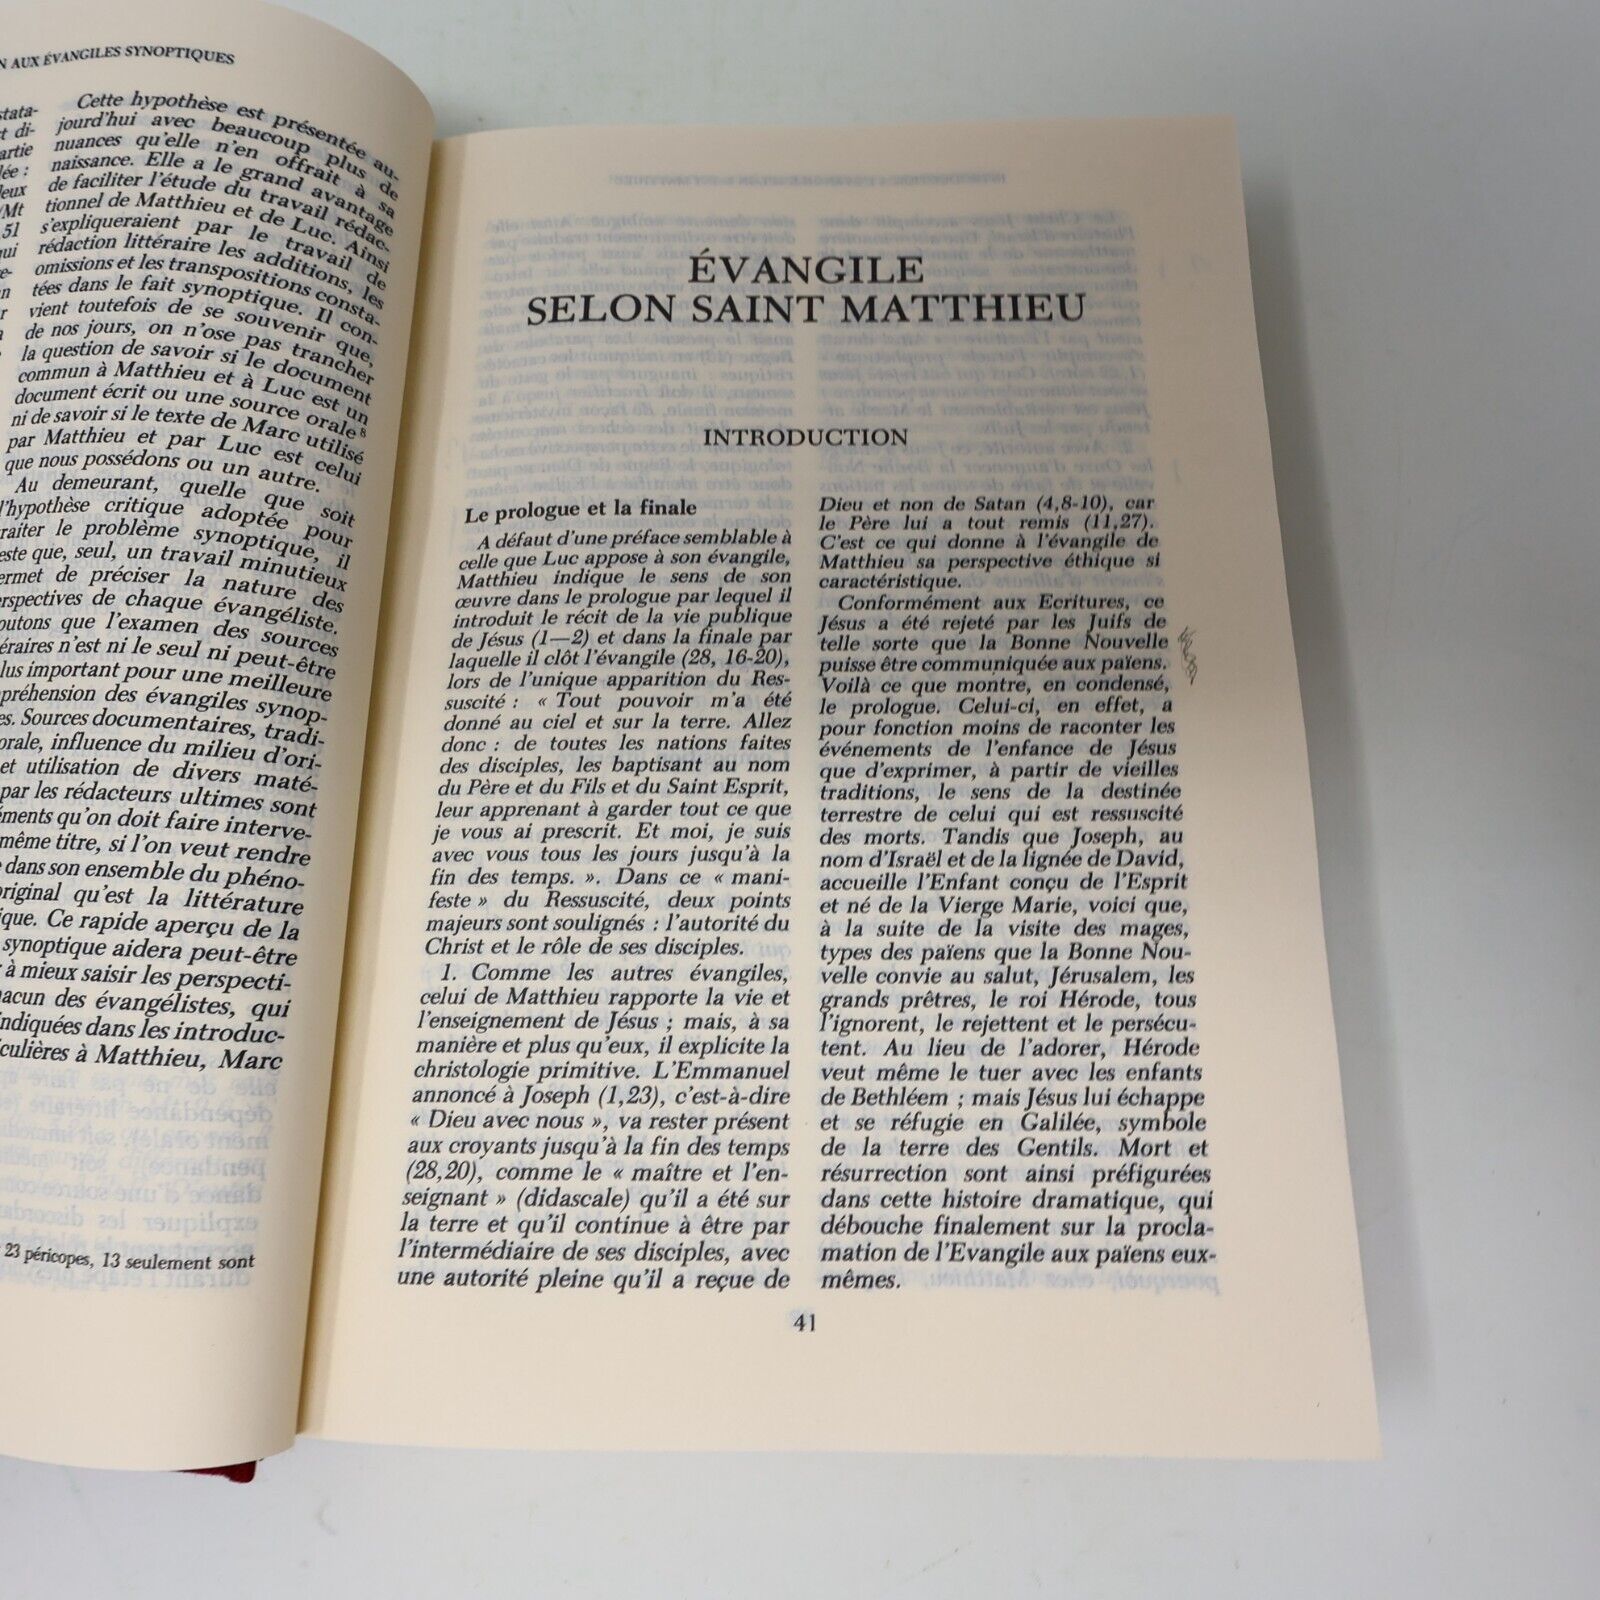 N AUX ÉVANGILES SYNOPTIQUES
stata-
t di-
artie
lée :
leux
/Mt
51
qui
re-
n
r
Cette hypothèse est présentée au-
jourd'hui avec beaucoup plus de
nuances qu'elle n'en offrait à sa
naissance. Elle a le grand avantage
de faciliter l'étude du travail rédac-
tionnel de Matthieu et de Luc. Ainsi
s'expliqueraient par le travail de
rédaction littéraire les additions, les
omissions et les transpositions consta-
tées dans le fait synoptique. Il con-
vient toutefois de se souvenir que,
de nos jours, on n'ose pas trancher
la question de savoir si le document
commun à Matthieu et à Luc est un
document écrit ou une source orale⁸
ni de savoir si le texte de Marc utilisé
par Matthieu et par Luc est celui
que nous possédons ou un autre.
Au demeurant, quelle que soit
l'hypothèse critique adoptée pour
raiter le problème synoptique, il
este que, seul, un travail minutieux
ermet de préciser la nature des
erspectives de chaque évangéliste.
outons que l'examen des sources
éraires n'est ni le seul ni peut-être
lus important pour une meilleure
préhension des évangiles synop-
es. Sources documentaires, tradi-
orale, influence du milieu d'ori-
et utilisation de divers maté-
par les rédacteurs ultimes sont
éments qu'on doit faire interve-
même titre, si l'on veut rendre
e dans son ensemble du phéno-
original qu'est la littérature
ique. Ce rapide aperçu de la
synoptique aidera peut-être
à mieux saisir les perspecti-
hacun des évangélistes, qui
indiquées dans les introduc-
culières à Matthieu, Marc
23 péricopes, 13 seulement sont
ÉVANGILE
SELON SAINT MATTHIEU
INTRODUCTION
Le prologue et la finale
A défaut d'une préface semblable à
celle que Luc appose à son évangile,
Matthieu indique le sens de son
œuvre dans le prologue par lequel il
introduit le récit de la vie publique
de Jésus (1—2) et dans la finale par
laquelle il clôt l'évangile (28, 16-20),
lors de l'unique apparition du Res-
suscité : « Tout pouvoir m'a été
donné au ciel et sur la terre. Allez
donc : de toutes les nations faites
des disciples, les baptisant au nom
du Père et du Fils et du Saint Esprit,
leur apprenant à garder tout ce que
je vous ai prescrit. Et moi, je suis
avec vous tous les jours jusqu'à la
fin des temps. ». Dans ce « mani-
feste » du Ressuscité, deux points
majeurs sont soulignés : l'autorité du
Christ et le rôle de ses disciples.
1. Comme les autres évangiles,
celui de Matthieu rapporte la vie et
l'enseignement de Jésus ; mais, à sa
manière et plus qu'eux, il explicite la
christologie primitive. L'Emmanuel
annoncé à Joseph (1,23), c'est-à-dire
« Dieu avec nous », va rester présent
aux croyants jusqu'à la fin des temps
(28,20), comme le « maître et l'en-
seignant » (didascale) qu'il a été sur
la terre et qu'il continue à être par
l'intermédiaire de ses disciples, avec
une autorité pleine qu'il a reçue de
Dieu et non de Satan (4,8-10), car
le Père lui a tout remis (11,27).
C'est ce qui donne à l'évangile de
Matthieu sa perspective éthique si
caractéristique.
Conformément aux Ecritures, ce
Jésus a été rejeté par les Juifs de
telle sorte que la Bonne Nouvelle
puisse être communiquée aux païens.
Voilà ce que montre, en condensé,
le prologue. Celui-ci, en effet, a
pour fonction moins de raconter les
événements de l'enfance de Jésus
que d'exprimer, à partir de vieilles
traditions, le sens de la destinée
terrestre de celui qui est ressuscité
des morts. Tandis que Joseph, au
nom d'Israël et de la lignée de David,
accueille l'Enfant conçu de l'Esprit
et né de la Vierge Marie, voici que,
à la suite de la visite des mages,
types des païens que la Bonne Nou-
velle convie au salut, Jérusalem, les
grands prêtres, le roi Hérode, tous
l'ignorent, le rejettent et le persécu-
tent. Au lieu de l'adorer, Hérode
veut même le tuer avec les enfants
de Bethléem ; mais Jésus lui échappe
et se réfugie en Galilée, symbole
de la terre des Gentils. Mort et
résurrection sont ainsi préfigurées
dans cette histoire dramatique, qui
débouche finalement sur la procla-
mation de l'Evangile aux païens eux-
mêmes.
41